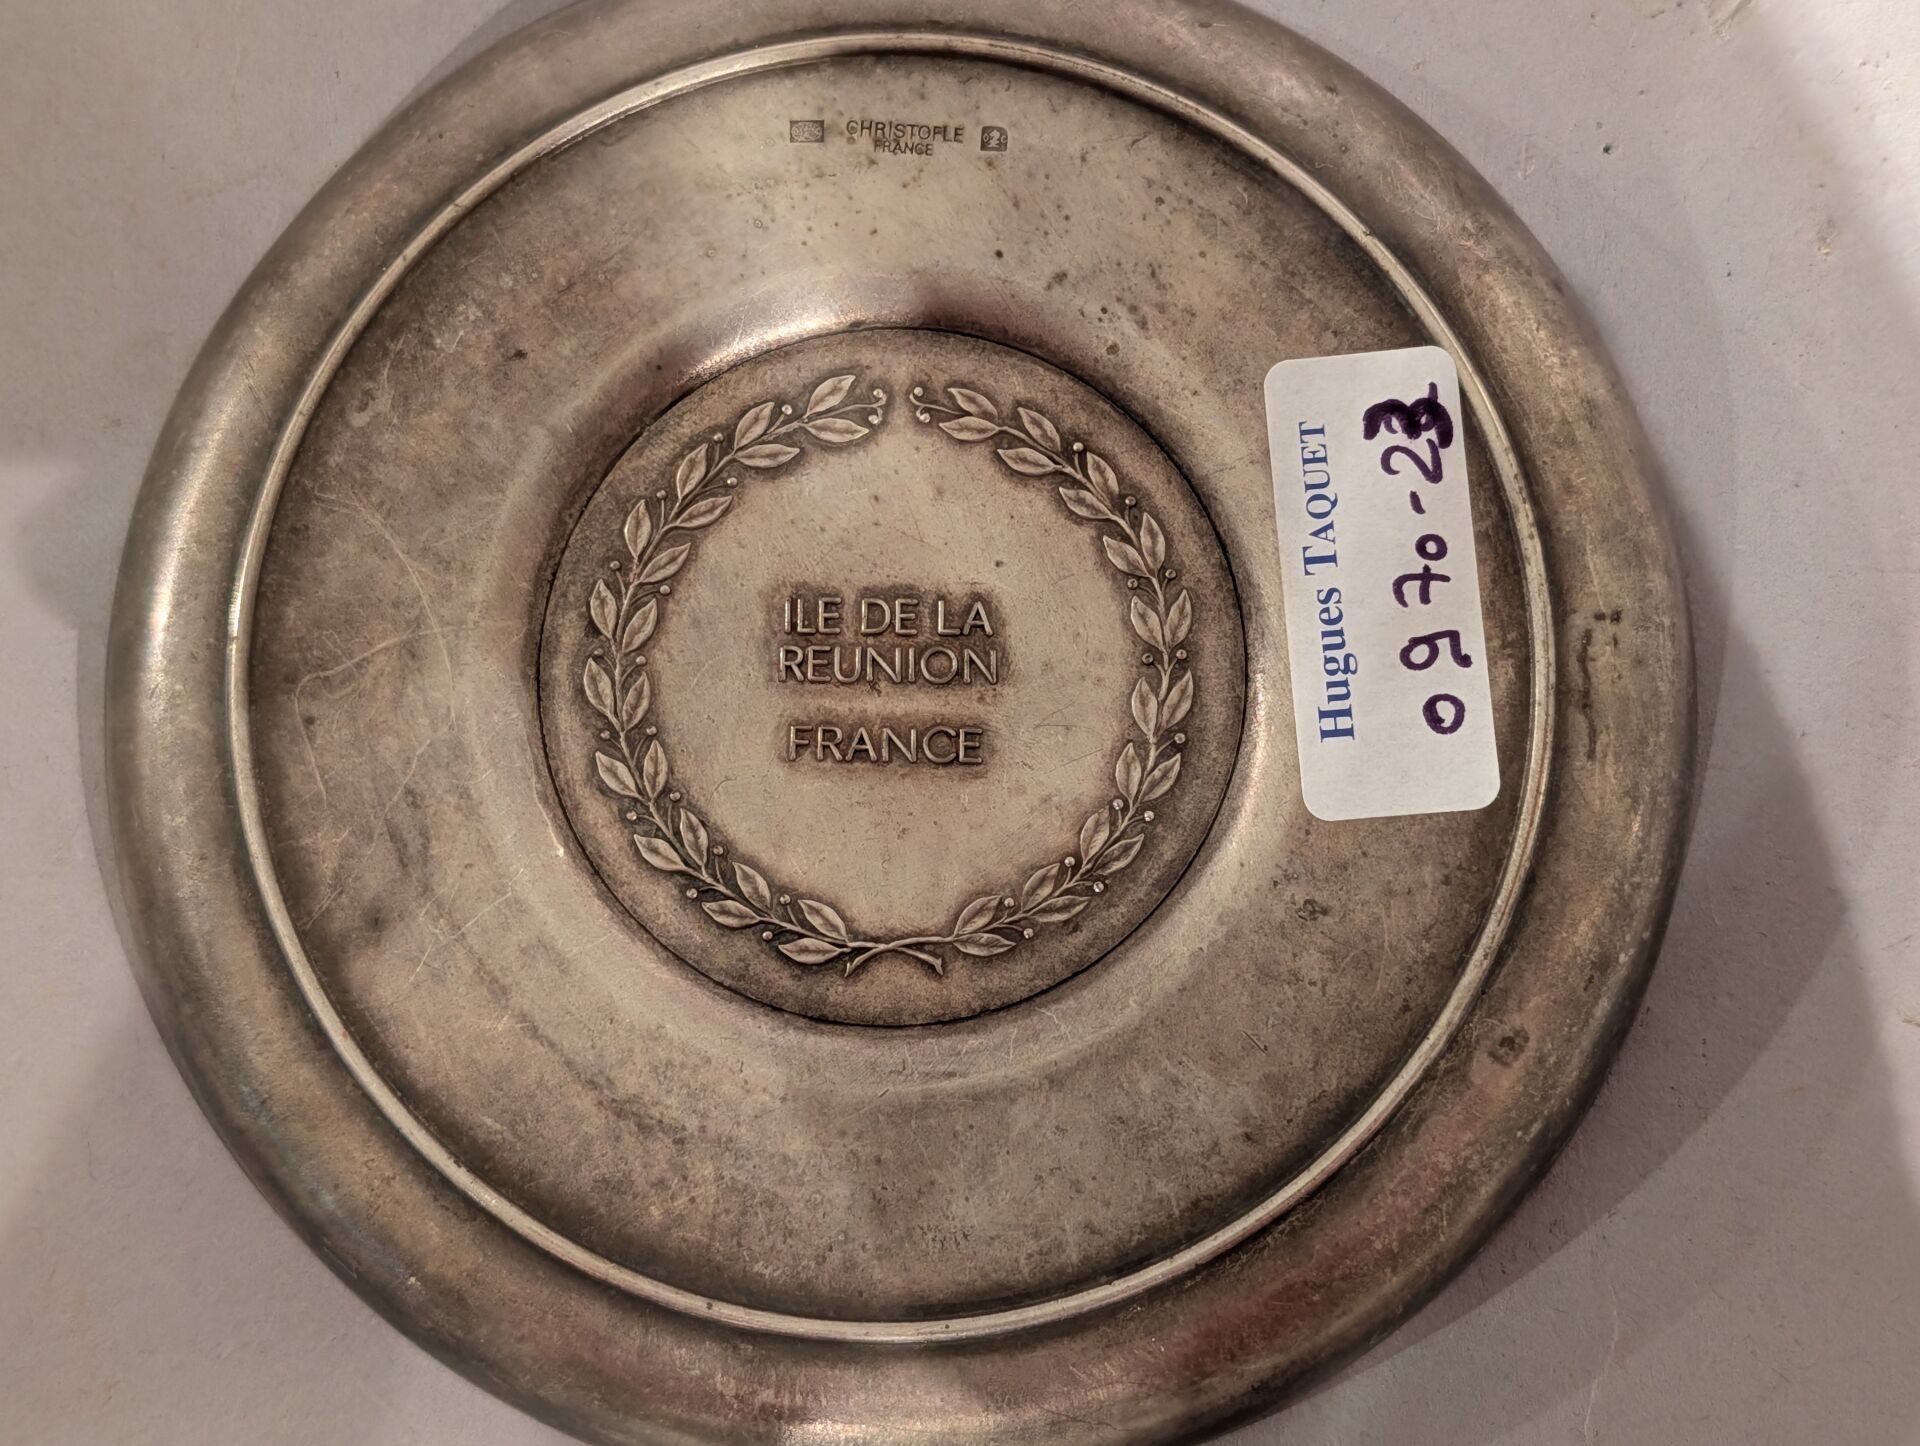 CHRISTOFLE
FRANCE
ILE DE LA
REUNION
FRANCE
Hugues TAQUET
0970-23